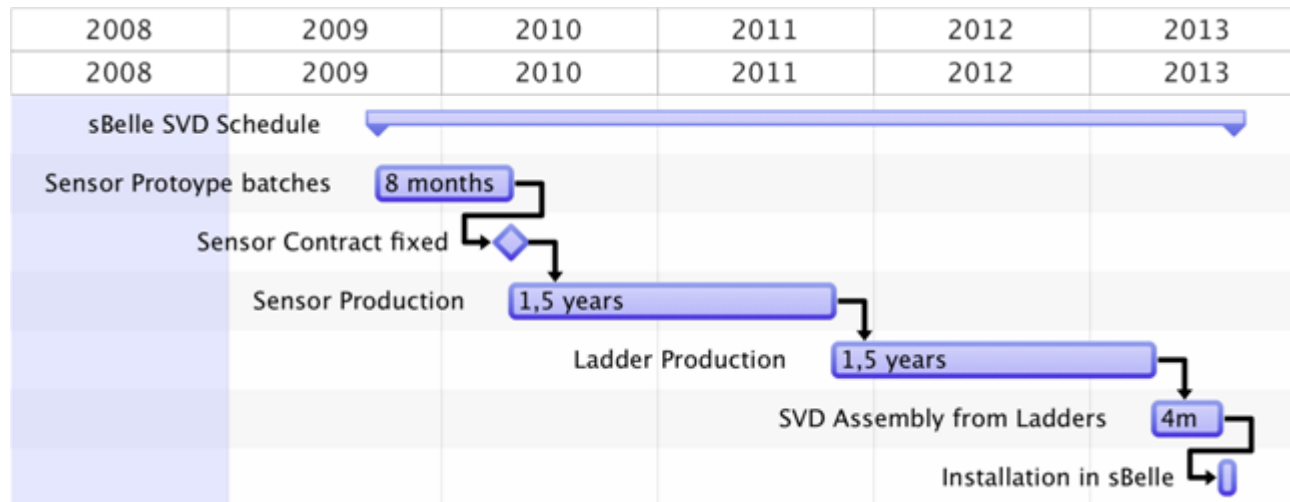 2008 2009 2010 2011 2012 2013
2008 2009 2010 2011 2012 2013
sBelle SVD Schedule
Sensor Protoype batches 8 months
Sensor Contract fixed
Sensor Production 1,5 years
Ladder Production 1,5 years
SVD Assembly from Ladders 4m
Installation in sBelle